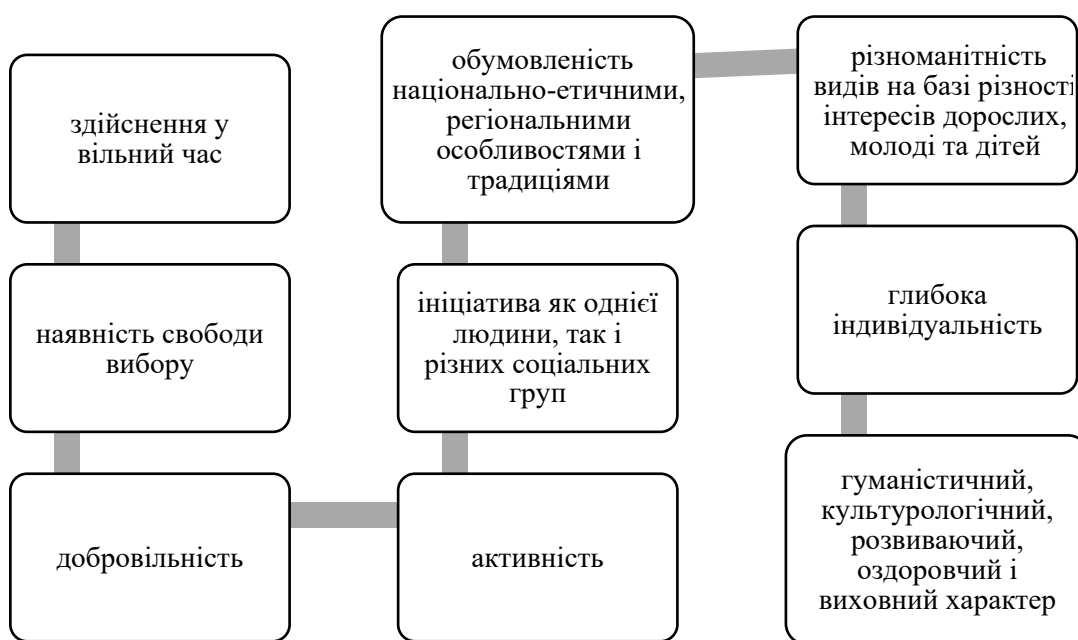 здійснення у
вільний час
наявність свободи
вибору
добровільність
активність
ініціатива як однієї
людини, так і
різних соціальних
груп
обумовленість
національно-етичними,
регіональними
особливостями і
традиціями
різноманітність
видів на базі різності
інтересів дорослих,
молоді та дітей
глибока
індивідуальність
гуманістичний,
культурологічний,
розвиваючий,
оздоровчий і
виховний характер